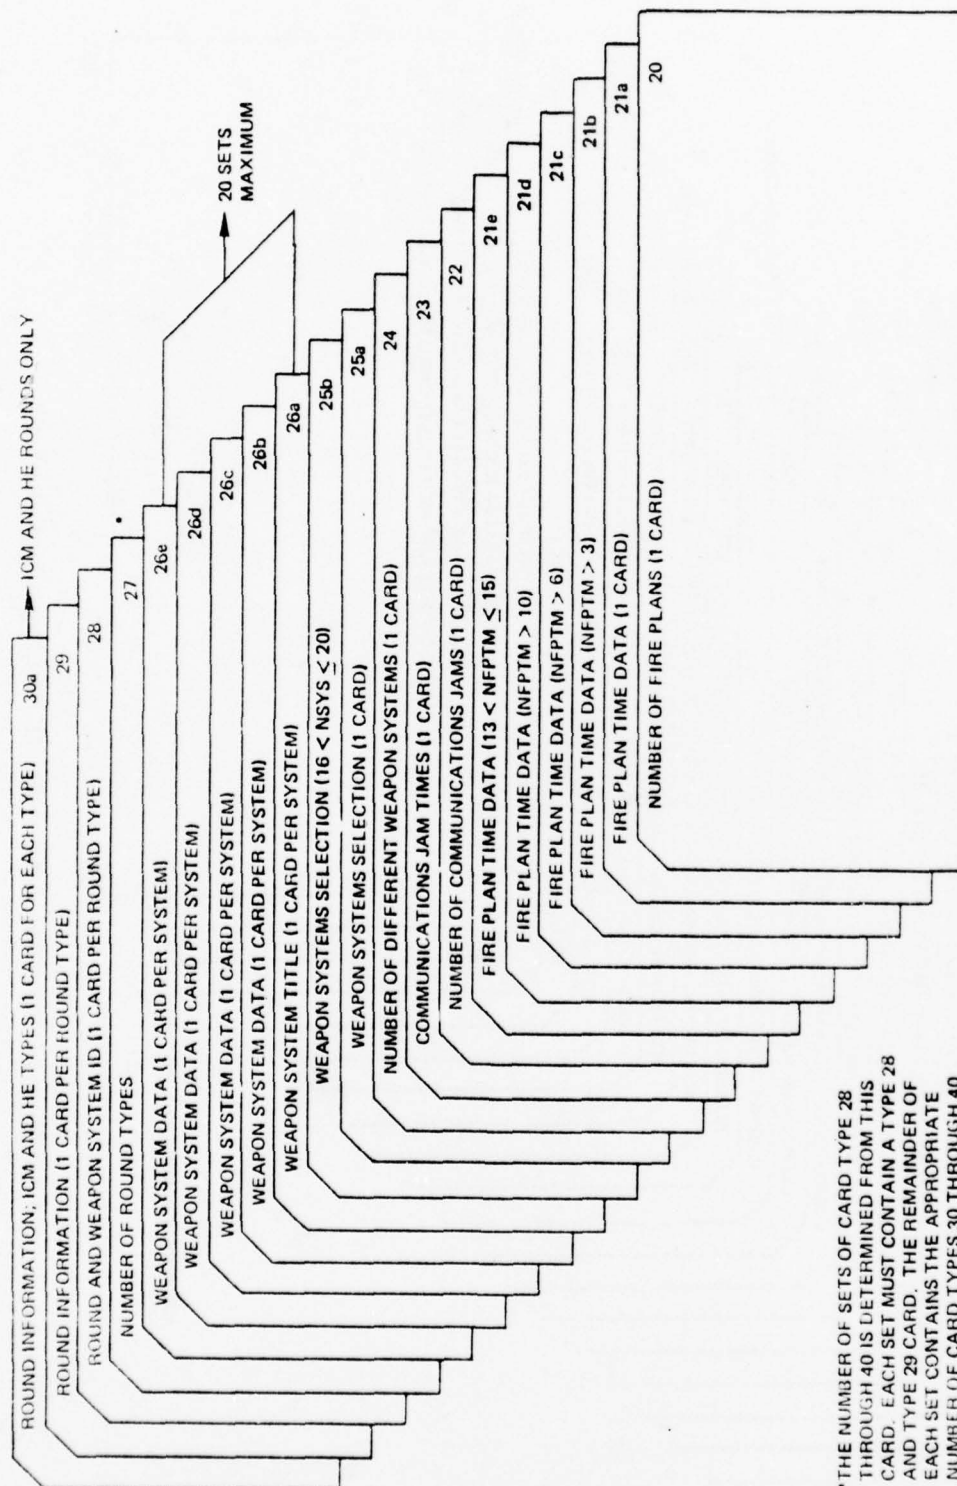 ROUND INFORMATION; ICM AND HE TYPES (1 CARD FOR EACH TYPE) 30a
ICM AND HE ROUNDS ONLY
ROUND INFORMATION (1 CARD PER ROUND TYPE) 29
ROUND AND WEAPON SYSTEM ID (1 CARD PER ROUND TYPE) 28
NUMBER OF ROUND TYPES 27
WEAPON SYSTEM DATA (1 CARD PER SYSTEM) 26e
WEAPON SYSTEM DATA (1 CARD PER SYSTEM) 26d
WEAPON SYSTEM DATA (1 CARD PER SYSTEM) 26c
WEAPON SYSTEM DATA (1 CARD PER SYSTEM) 26b
WEAPON SYSTEM TITLE (1 CARD PER SYSTEM) 26a
20 SETS
MAXIMUM
WEAPON SYSTEMS SELECTION (16 < NSYS ≤ 20) 25b
WEAPON SYSTEMS SELECTION (1 CARD) 25a
NUMBER OF DIFFERENT WEAPON SYSTEMS (1 CARD) 24
COMMUNICATIONS JAM TIMES (1 CARD) 23
NUMBER OF COMMUNICATIONS JAMS (1 CARD) 22
FIRE PLAN TIME DATA (13 < NFPTM ≤ 15) 21e
FIRE PLAN TIME DATA (NFPTM > 10) 21d
FIRE PLAN TIME DATA (NFPTM > 6) 21c
FIRE PLAN TIME DATA (NFPTM > 3) 21b
FIRE PLAN TIME DATA (1 CARD) 21a
NUMBER OF FIRE PLANS (1 CARD) 20
THE NUMBER OF SETS OF CARD TYPE 28
THROUGH 40 IS DETERMINED FROM THIS
CARD. EACH SET MUST CONTAIN A TYPE 28
AND TYPE 29 CARD. THE REMAINDER OF
EACH SET CONTAINS THE APPROPRIATE
NUMBER OF CARD TYPES 30 THROUGH 40